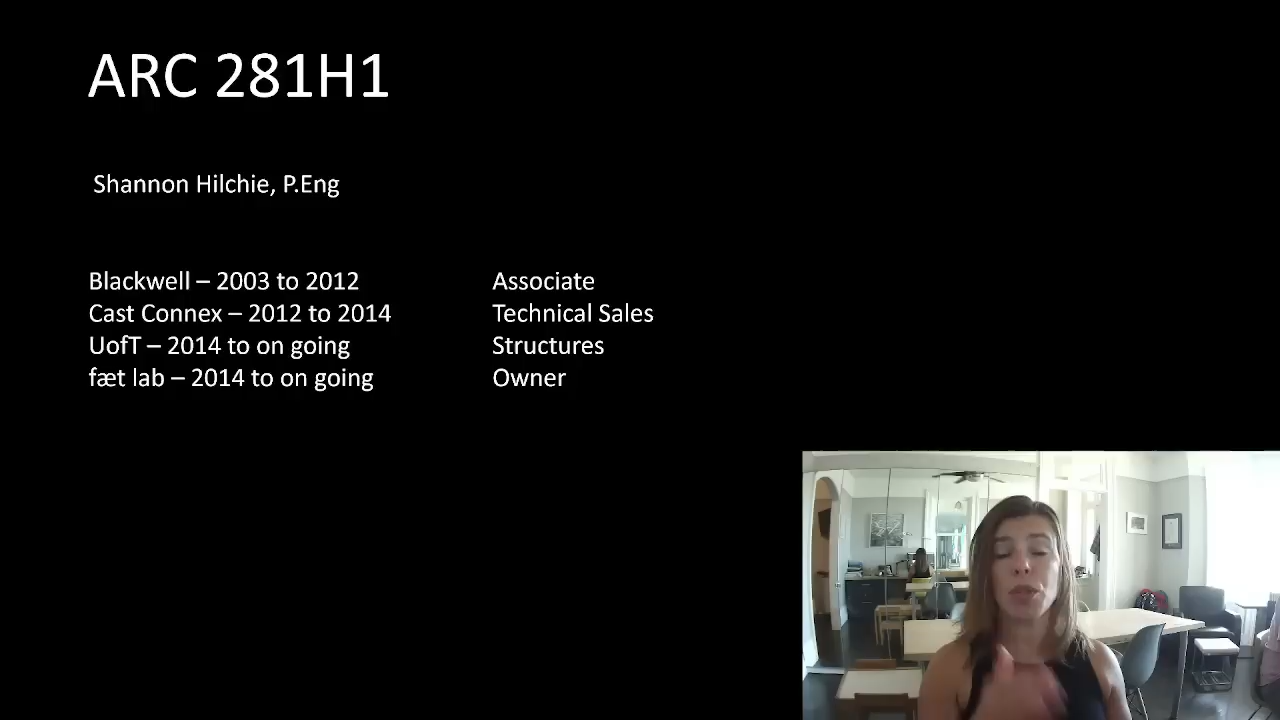 ARC 281H1
Shannon Hilchie, P.Eng
Blackwell – 2003 to 2012 Associate
Cast Connex – 2012 to 2014 Technical Sales
UofT – 2014 to on going Structures
fæt lab – 2014 to on going Owner